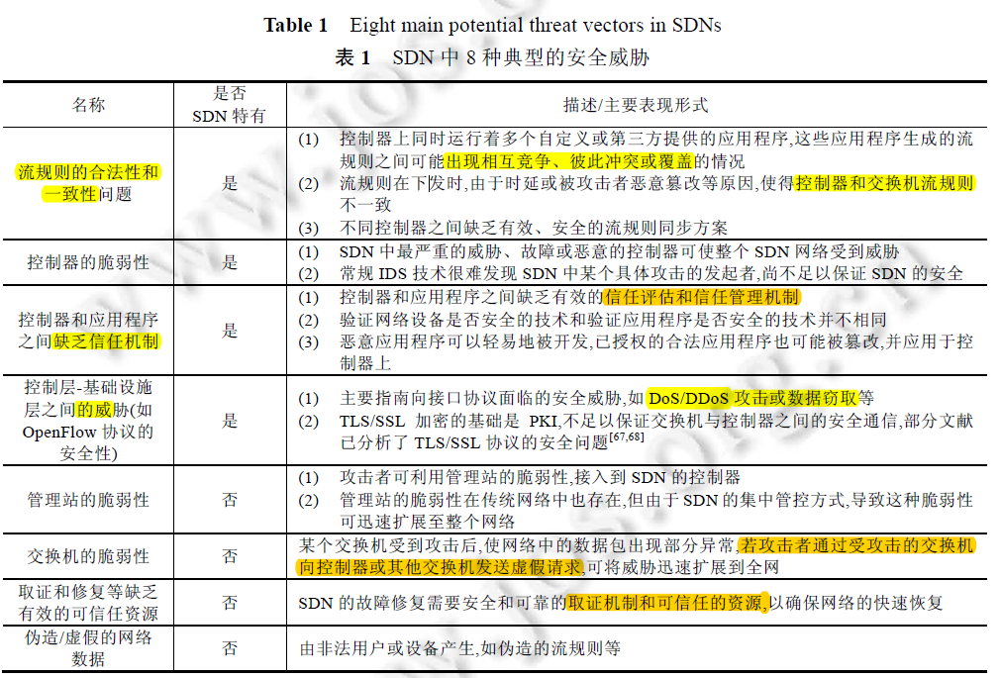 Table 1 Eight main potential threat vectors in SDNs
表 1 SDN 中 8 种典型的安全威胁
名称
是否
SDN 特有
描述/主要表现形式
流规则的合法性和
一致性问题
是
(1) 控制器上同时运行着多个自定义或第三方提供的应用程序,这些应用程序生成的流
规则之间可能出现相互竞争、彼此冲突或覆盖的情况
(2) 流规则在下发时,由于时延或被攻击者恶意篡改等原因,使得控制器和交换机流规则
不一致
(3) 不同控制器之间缺乏有效、安全的流规则同步方案
控制器的脆弱性
是
(1) SDN 中最严重的威胁、故障或恶意的控制器可使整个 SDN 网络受到威胁
(2) 常规 IDS 技术很难发现 SDN 中某个具体攻击的发起者,尚不足以保证 SDN 的安全
控制器和应用程序
之间缺乏信任机制
是
(1) 控制器和应用程序之间缺乏有效的信任评估和信任管理机制
(2) 验证网络设备是否安全的技术和验证应用程序是否安全的技术并不相同
(3) 恶意应用程序可以轻易地被开发,已授权的合法应用程序也可能被篡改,并应用于控
制器上
控制层-基础设施
层之间的威胁(如
OpenFlow 协议的
安全性)
是
(1) 主要指南向接口协议面临的安全威胁,如 DoS/DDoS 攻击或数据窃取等
(2) TLS/SSL 加密的基础是 PKI,不足以保证交换机与控制器之间的安全通信,部分文献
已分析了 TLS/SSL 协议的安全问题[67,68]
管理站的脆弱性
否
(1) 攻击者可利用管理站的脆弱性,接入到 SDN 的控制器
(2) 管理站的脆弱性在传统网络中也存在,但由于 SDN 的集中管控方式,导致这种脆弱性
可迅速扩展至整个网络
交换机的脆弱性
否
某个交换机受到攻击后,使网络中的数据包出现部分异常,若攻击者通过受攻击的交换机
向控制器或其他交换机发送虚假请求,可将威胁迅速扩展到全网
取证和修复等缺乏
有效的可信任资源
否
SDN 的故障修复需要安全和可靠的取证机制和可信任的资源,以确保网络的快速恢复
伪造/虚假的网络
数据
否
由非法用户或设备产生,如伪造的流规则等
www.jos.org.cn